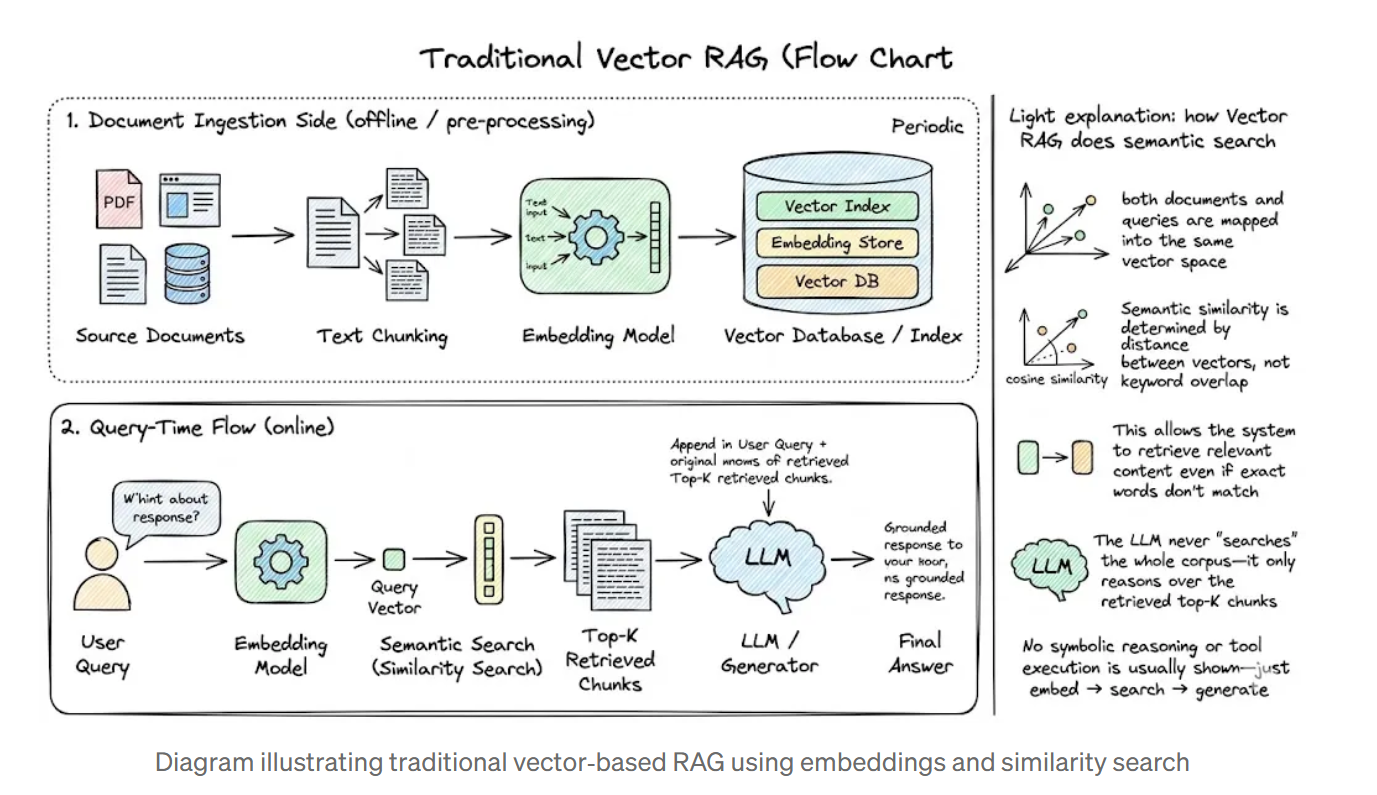 Traditional Vector RAG (Flow Chart
1. Document Ingestion Side (offline / pre-processing)
Periodic
PDF
Text input
text
input
Vector Index
Embedding Store
Vector DB
Source Documents
Text Chunking
Embedding Model
Vector Database / Index
2. Query-Time Flow (online)
W'hint about
response?
Append in User Query +
original mnows of retrieved
Top-K retrieved chunks.
Query
Vector
LLM
Grounded
response to
vour koor,
ns grounded
response.
User
Query
Embedding
Model
Semantic Search
(Similarity Search)
Top-K
Retrieved
Chunks
LLM /
Generator
Final
Answer
Light explanation: how Vector
RAG does semantic search
both documents and
queries are mapped
into the same
vector space
cosine similarity
Semantic similarity is
determined by
distance
between vectors, not
keyword overlap
This allows the system
to retrieve relevant
content even if exact
words don't match
LLM
The LLM never "searches"
the whole corpus—it only
reasons over the
retrieved top-K chunks
No symbolic reasoning or tool
execution is usually shown—just
embed → search → generate
Diagram illustrating traditional vector-based RAG using embeddings and similarity search